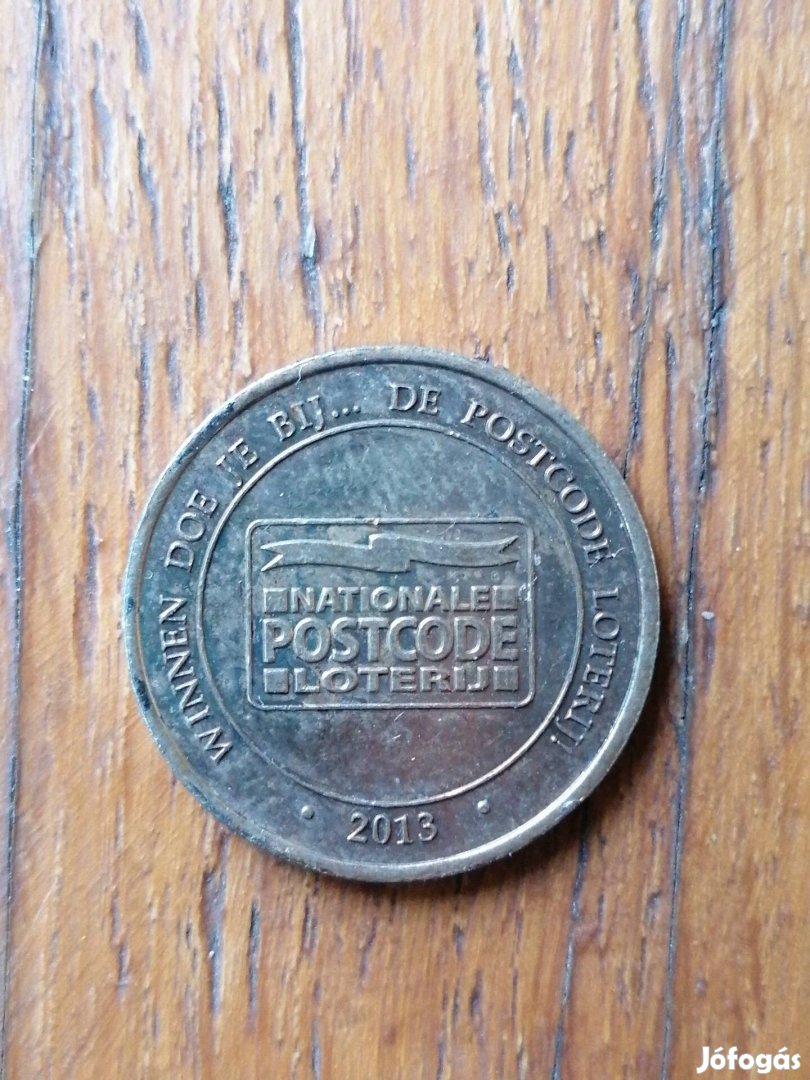 WINNEN DOE JE BIJ... DE POSTCODE LOTERIJ!
NATIONALE
POSTCODE
LOTERIJ
· 2013 ·
Jófogás